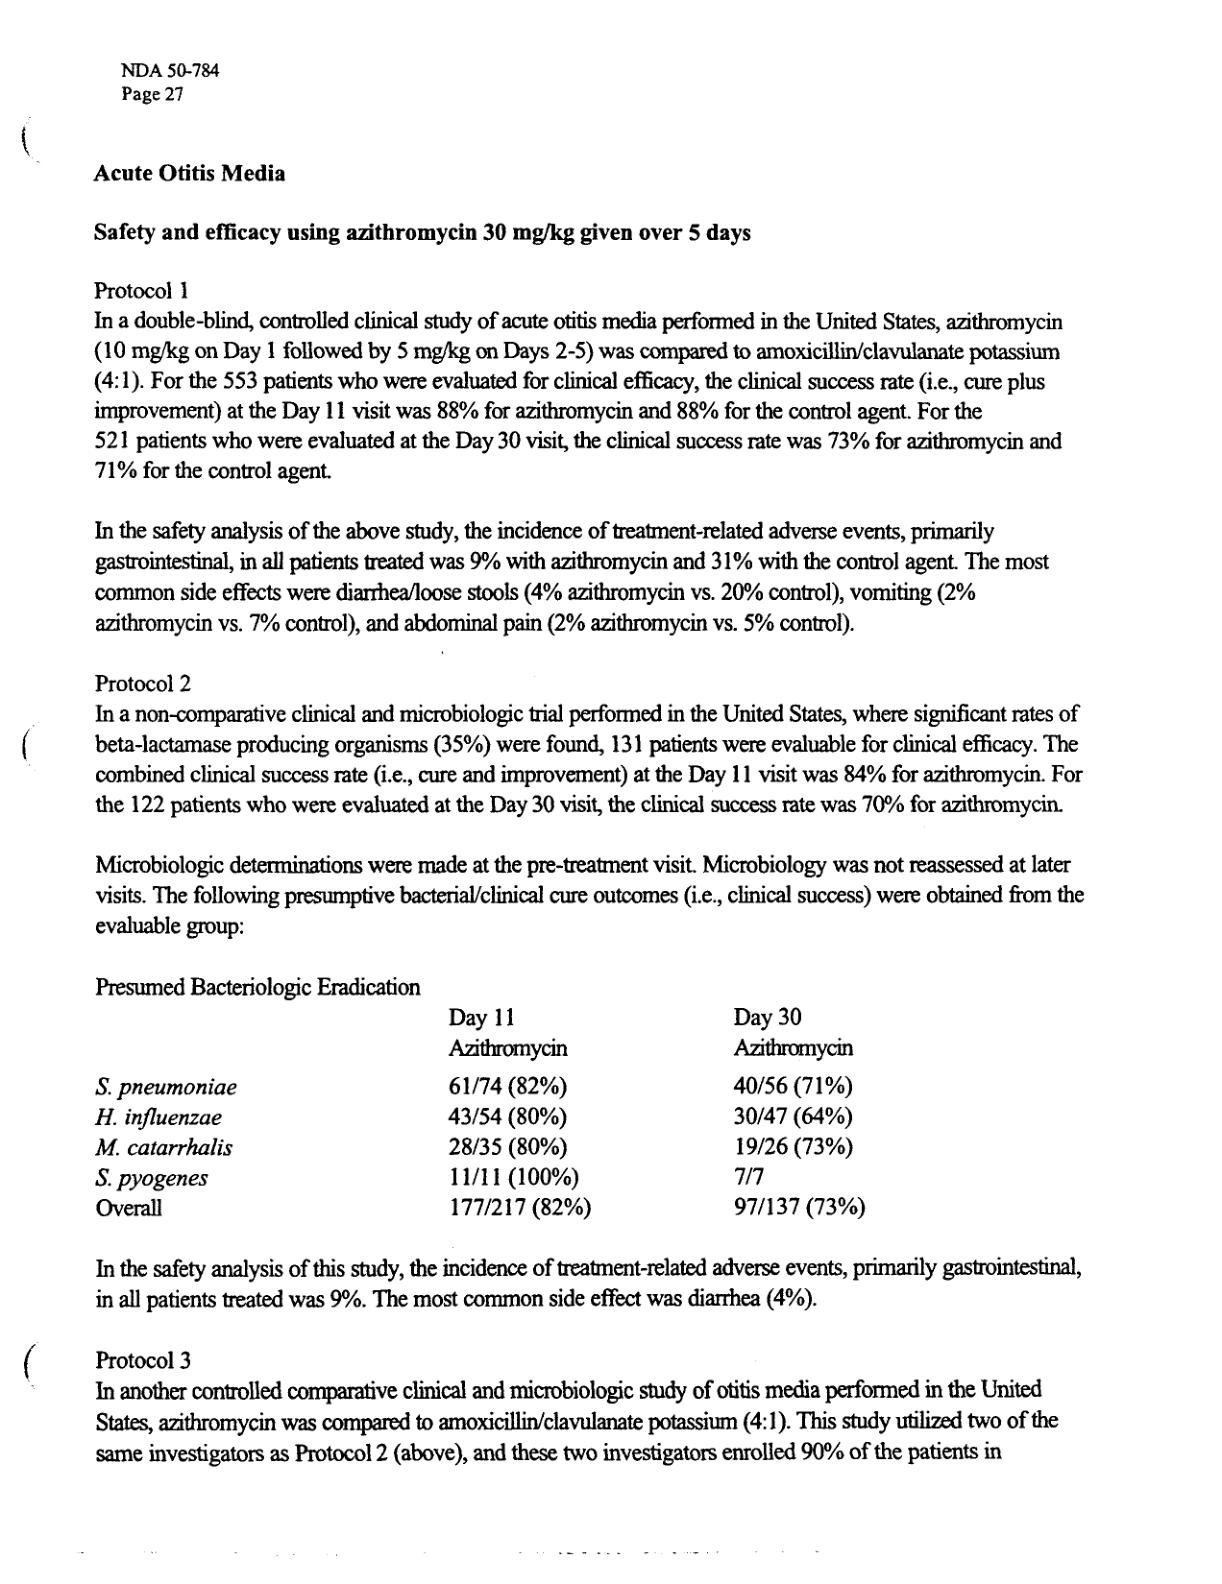 NDA 50-784
Page 27
Acute Otitis Media
Safety and efficacy using azithromycin 30 mg/kg given over 5 days
Protocol 1
In a double-blind, controlled clinical study of acute otitis media performed in the United States, azithromycin
(10 mg/kg on Day 1 followed by 5 mg/kg on Days 2-5) was compared to amoxicillin/clavulanate potassium
(4:1). For the 553 patients who were evaluated for clinical efficacy, the clinical success rate (i.e., cure plus
improvement) at the Day 11 visit was 88% for azithromycin and 88% for the control agent. For the
521 patients who were evaluated at the Day 30 visit, the clinical success rate was 73% for azithromycin and
71% for the control agent.
In the safety analysis of the above study, the incidence of treatment-related adverse events, primarily
gastrointestinal, in all patients treated was 9% with azithromycin and 31% with the control agent. The most
common side effects were diarrhea/loose stools (4% azithromycin vs. 20% control), vomiting (2%
azithromycin vs. 7% control), and abdominal pain (2% azithromycin vs. 5% control).
Protocol 2
In a non-comparative clinical and microbiologic trial performed in the United States, where significant rates of
beta-lactamase producing organisms (35%) were found, 131 patients were evaluable for clinical efficacy. The
combined clinical success rate (i.e., cure and improvement) at the Day 11 visit was 84% for azithromycin. For
the 122 patients who were evaluated at the Day 30 visit, the clinical success rate was 70% for azithromycin.
Microbiologic determinations were made at the pre-treatment visit. Microbiology was not reassessed at later
visits. The following presumptive bacterial/clinical cure outcomes (i.e., clinical success) were obtained from the
evaluable group:
Presumed Bacteriologic Eradication
Day 11 Day 30
Azithromycin Azithromycin
S. pneumoniae 61/74 (82%) 40/56 (71%)
H. influenzae 43/54 (80%) 30/47 (64%)
M. catarrhalis 28/35 (80%) 19/26 (73%)
S. pyogenes 11/11 (100%) 7/7
Overall 177/217 (82%) 97/137 (73%)
In the safety analysis of this study, the incidence of treatment-related adverse events, primarily gastrointestinal,
in all patients treated was 9%. The most common side effect was diarrhea (4%).
Protocol 3
In another controlled comparative clinical and microbiologic study of otitis media performed in the United
States, azithromycin was compared to amoxicillin/clavulanate potassium (4:1). This study utilized two of the
same investigators as Protocol 2 (above), and these two investigators enrolled 90% of the patients in